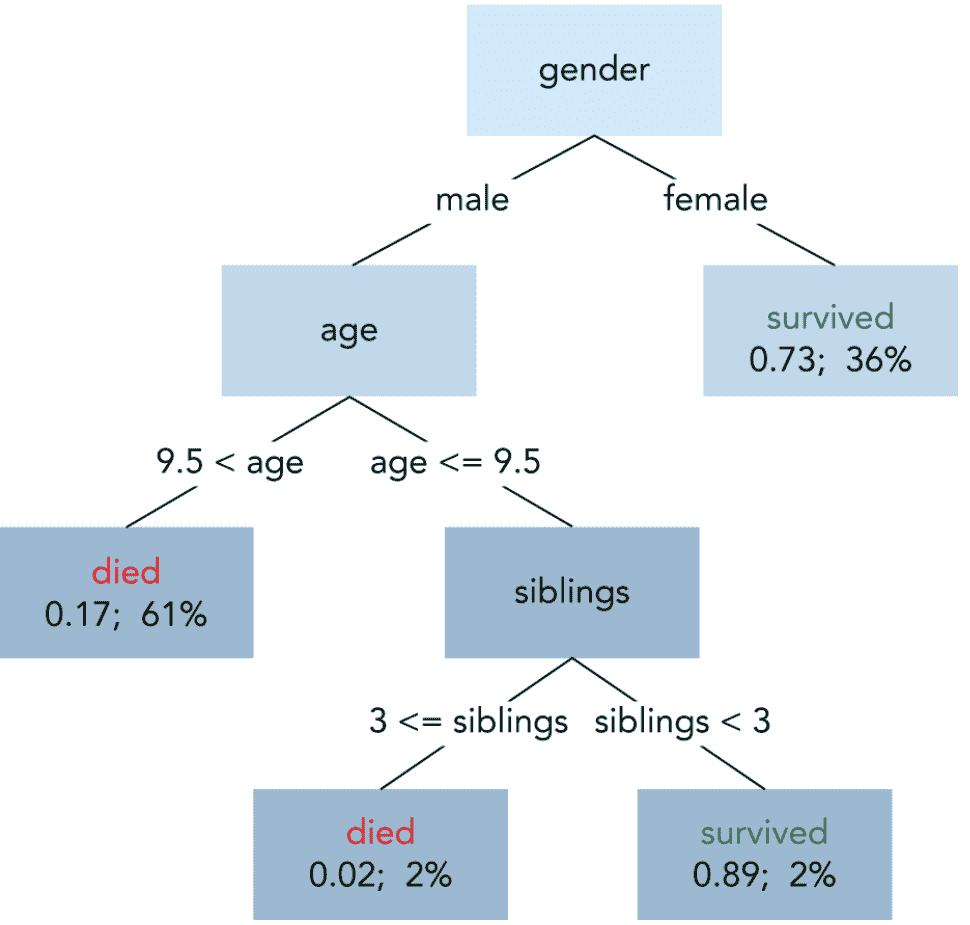 gender
male
female
age
survived
0.73; 36%
9.5 < age
age <= 9.5
died
0.17; 61%
siblings
3 <= siblings
siblings < 3
died
0.02; 2%
survived
0.89; 2%